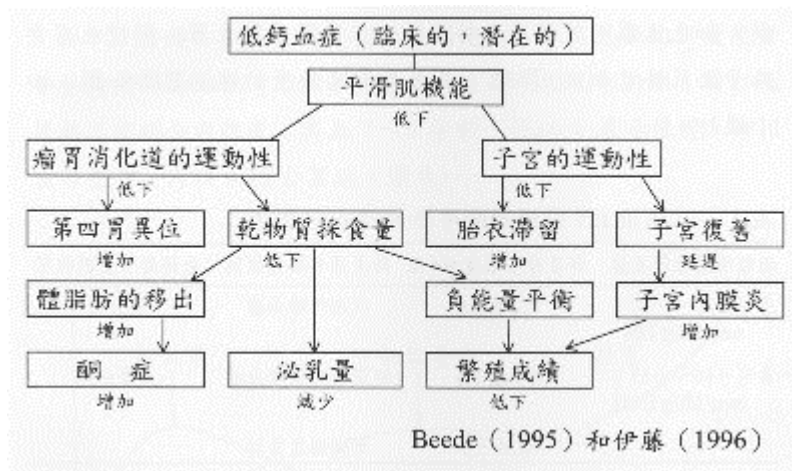 低鈣血症（臨床的，潛在的）
平滑肌機能
低下
瘤胃消化道的運動性 子宮的運動性
低下 低下
第四胃異位 乾物質採食量 胎衣滯留 子宮復舊
增加 低下 增加 延遲
體脂肪的移出 負能量平衡 子宮內膜炎
增加 增加
酮 症 泌乳量 繁殖成績
增加 減少 低下
Beede（1995）和伊藤（1996）